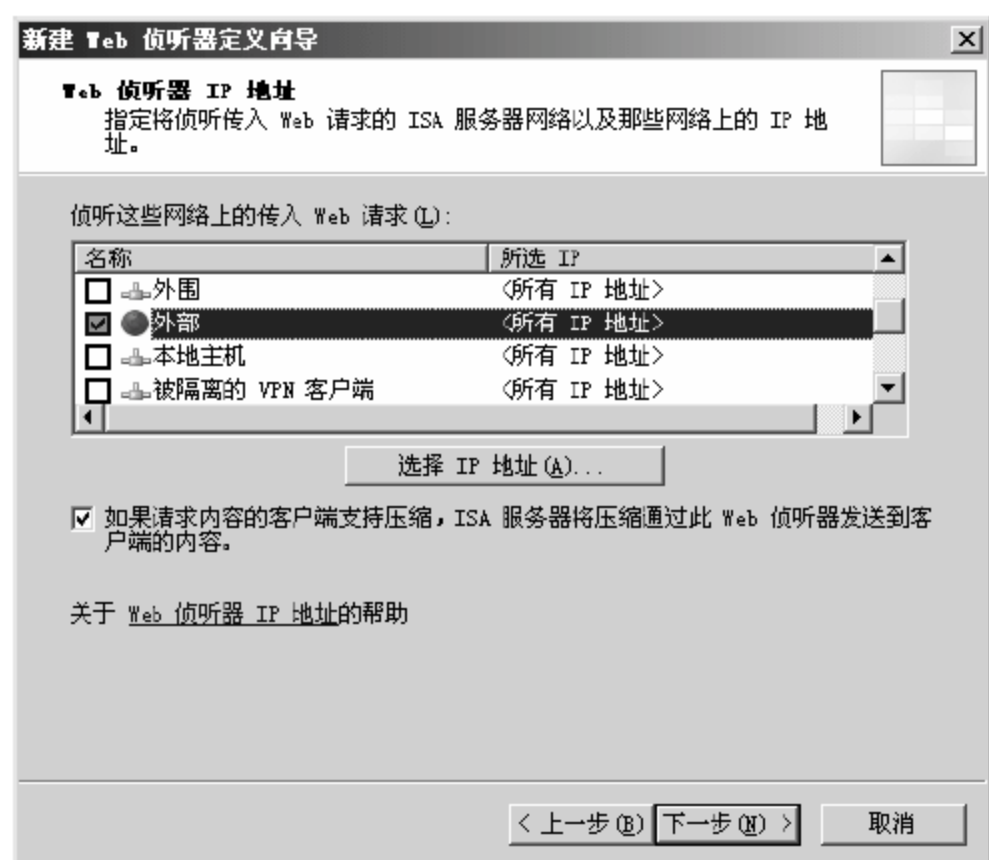 新建 Web 侦听器定义向导
Web 侦听器 IP 地址
指定将侦听传入 Web 请求的 ISA 服务器网络以及那些网络上的 IP 地
址。
侦听这些网络上的传入 Web 请求(L):
名称 所选 IP
外围 <所有 IP 地址>
外部 <所有 IP 地址>
本地主机 <所有 IP 地址>
被隔离的 VPN 客户端 <所有 IP 地址>
选择 IP 地址(A)...
如果请求内容的客户端支持压缩，ISA 服务器将压缩通过此 Web 侦听器发送到客
户端的内容。
关于 Web 侦听器 IP 地址的帮助
< 上一步(B) 下一步(N) > 取消